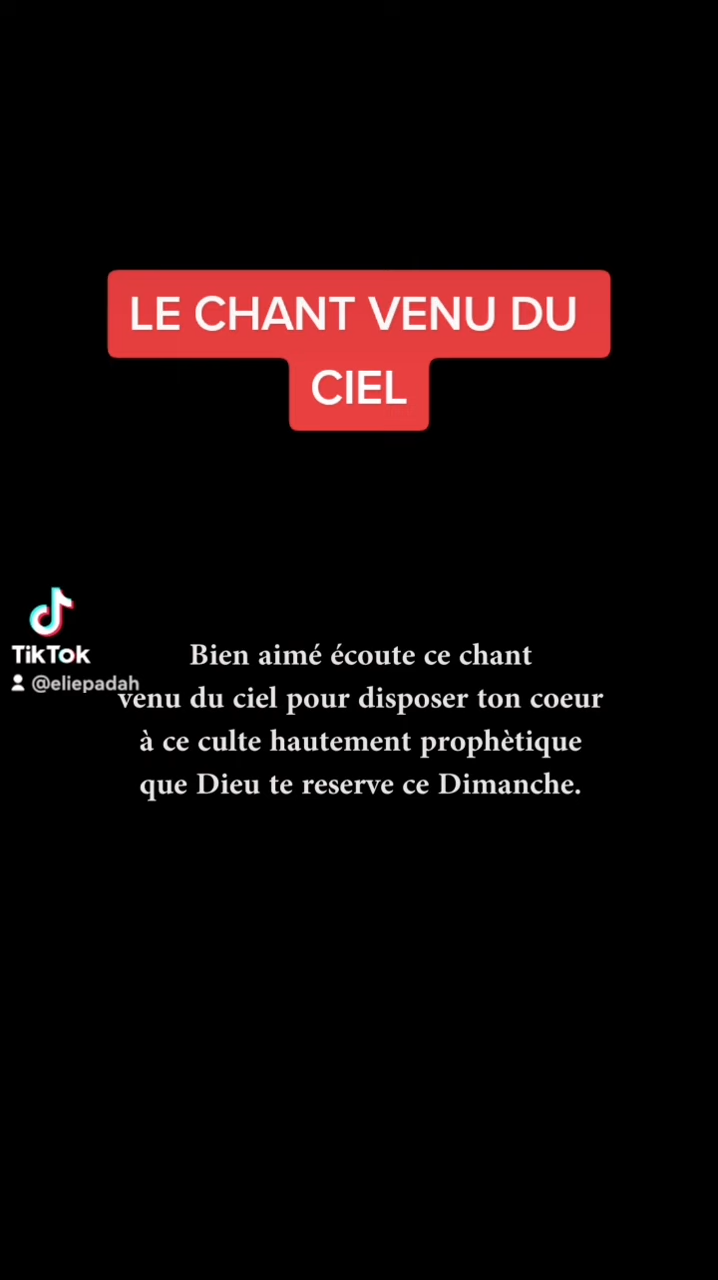 LE CHANT VENU DU
CIEL
TikTok
@eliepadah
Bien aimé écoute ce chant
venu du ciel pour disposer ton coeur
à ce culte hautement prophètique
que Dieu te reserve ce Dimanche.